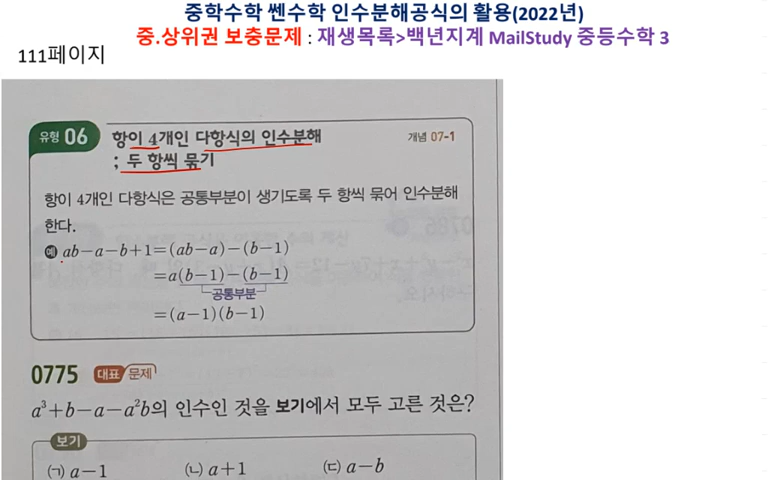 중학수학 쎈수학 인수분해공식의 활용(2022년)
중.상위권 보충문제 : 재생목록>백년지계 MailStudy 중등수학 3
111페이지
유형 06 항이 4개인 다항식의 인수분해 개념 07-1
; 두 항씩 묶기
항이 4개인 다항식은 공통부분이 생기도록 두 항씩 묶어 인수분해
한다.
예 ab-a-b+1=(ab-a)-(b-1)
=a(b-1)-(b-1)
공통부분
=(a-1)(b-1)
0775 대표 문제
a³+b-a-a²b의 인수인 것을 보기에서 모두 고른 것은?
보기
(ㄱ) a-1 (ㄴ) a+1 (ㄷ) a-b